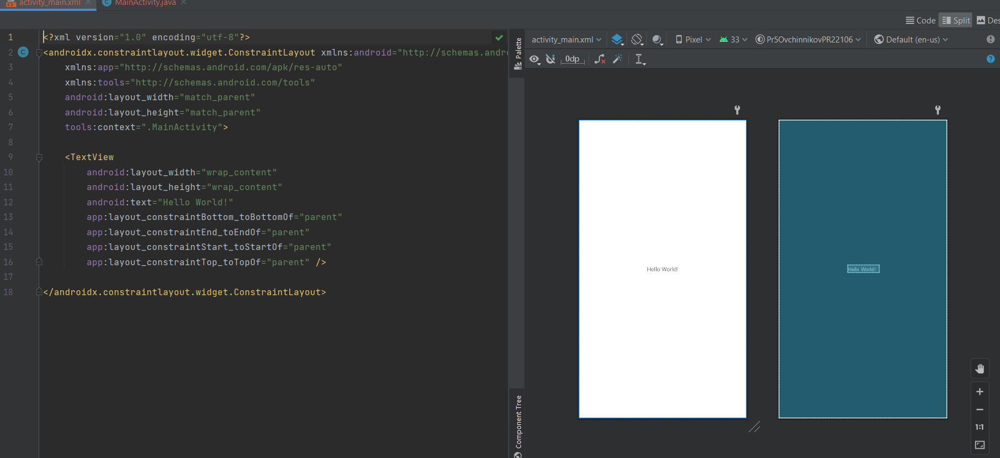 activity_main.xml MainActivity.java
Code Split Des
activity_main.xml Pixel 33 Pr5OvchinnikovPR22106 Default (en-us)
0dp
Palette
1 <?xml version="1.0" encoding="utf-8"?>
2 <androidx.constraintlayout.widget.ConstraintLayout xmlns:android="http://schemas.andr
3 xmlns:app="http://schemas.android.com/apk/res-auto"
4 xmlns:tools="http://schemas.android.com/tools"
5 android:layout_width="match_parent"
6 android:layout_height="match_parent"
7 tools:context=".MainActivity">
8
9 <TextView
10 android:layout_width="wrap_content"
11 android:layout_height="wrap_content"
12 android:text="Hello World!"
13 app:layout_constraintBottom_toBottomOf="parent"
14 app:layout_constraintEnd_toEndOf="parent"
15 app:layout_constraintStart_toStartOf="parent"
16 app:layout_constraintTop_toTopOf="parent" />
17
18 </androidx.constraintlayout.widget.ConstraintLayout>
Hello World!
Hello World!
Component Tree
1:1